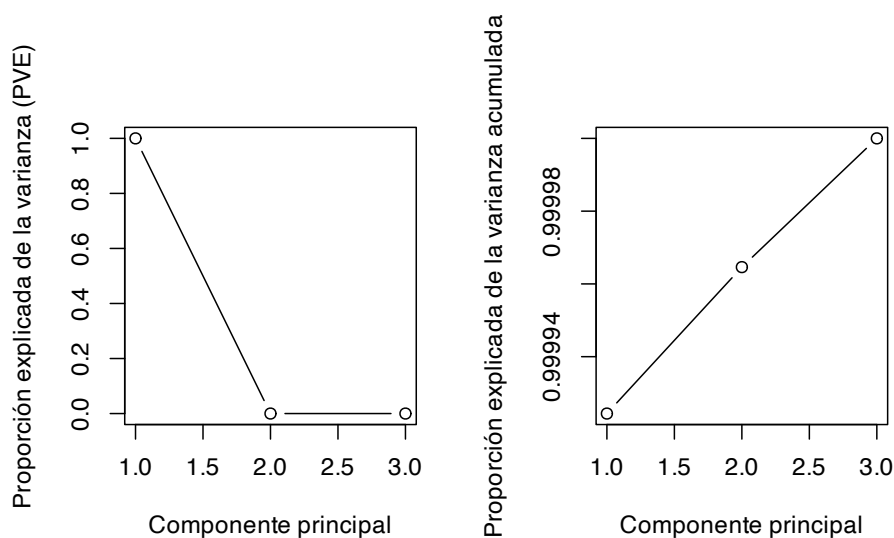 Proporción explicada de la varianza (PVE)
1.0
0.8
0.6
0.4
0.2
0.0
1.0 1.5 2.0 2.5 3.0
Componente principal
Proporción explicada de la varianza acumulada
0.99998
0.99994
1.0 1.5 2.0 2.5 3.0
Componente principal